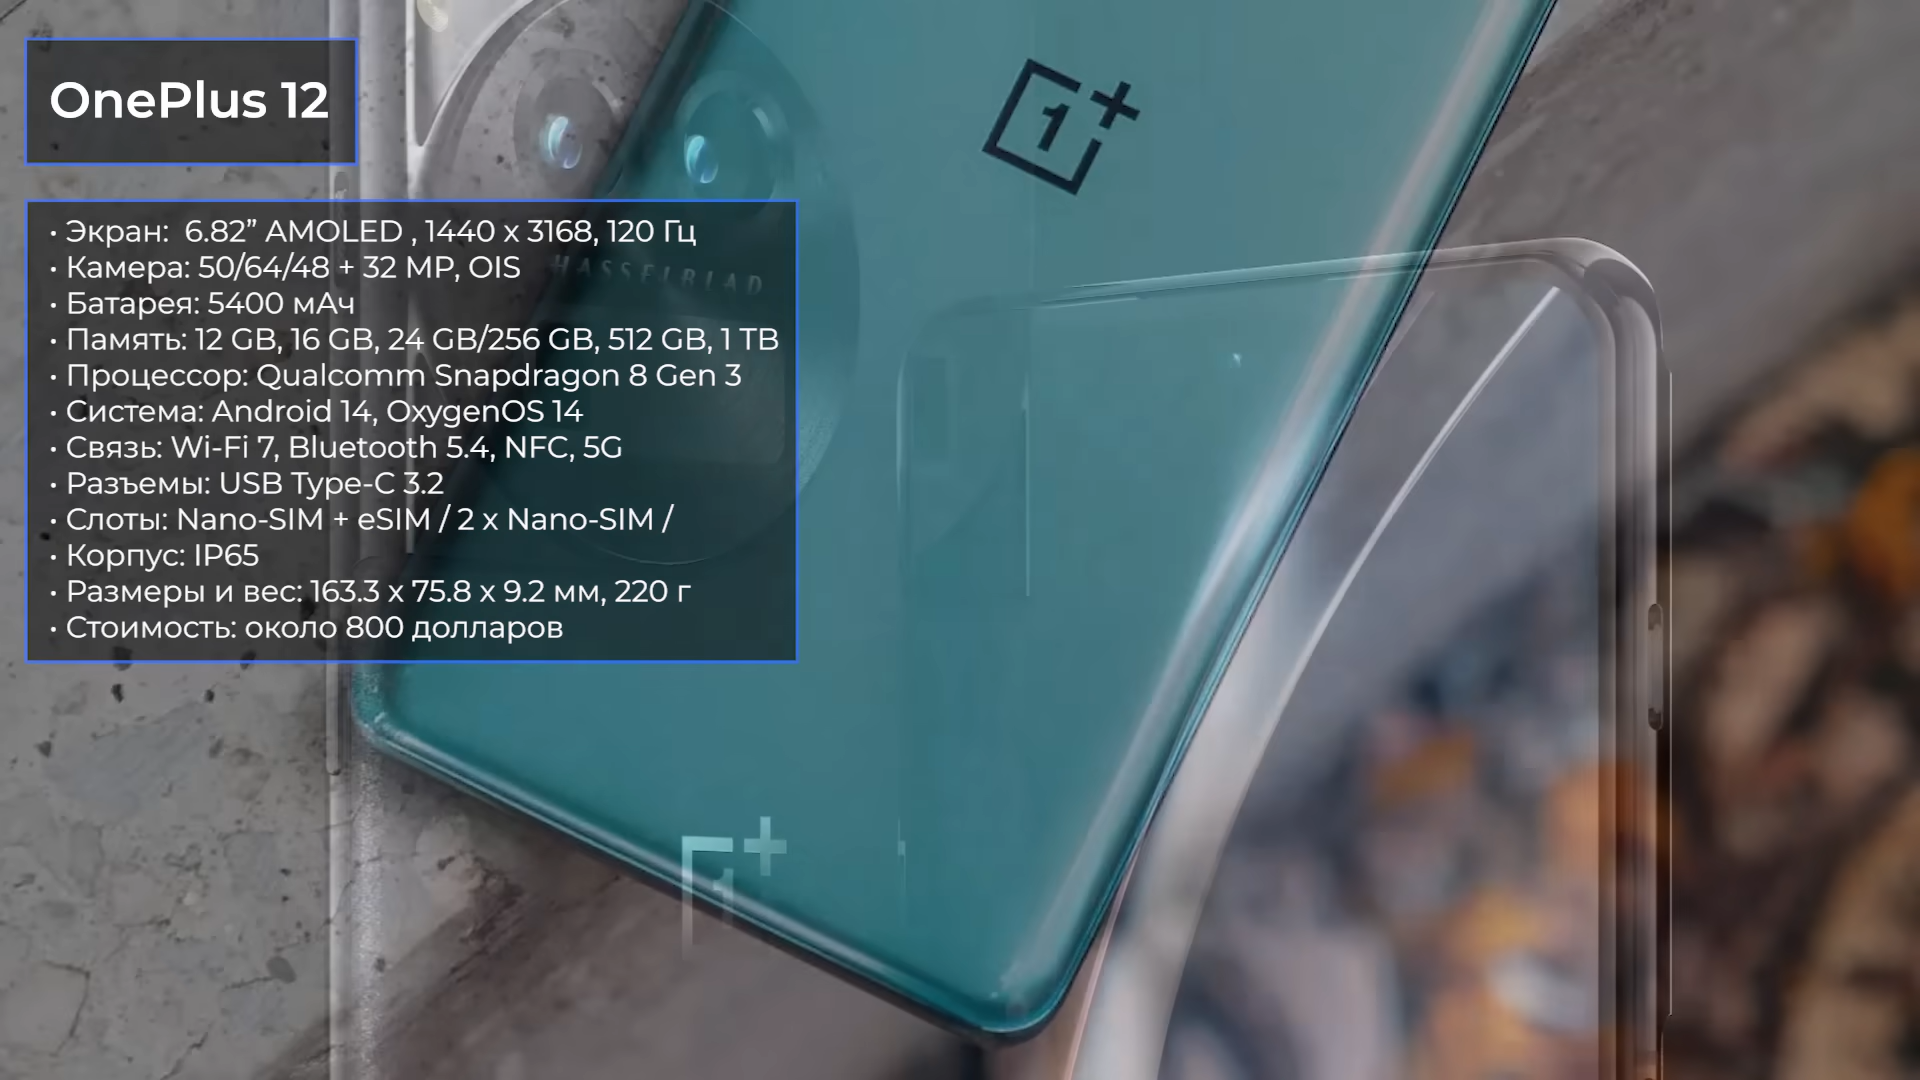 OnePlus 12
• Экран:  6.82” AMOLED , 1440 x 3168, 120 Гц
• Камера: 50/64/48 + 32 MP, OIS
HASSELBLAD
• Батарея: 5400 мАч
• Память: 12 GB, 16 GB, 24 GB/256 GB, 512 GB, 1 TB
• Процессор: Qualcomm Snapdragon 8 Gen 3
• Система: Android 14, OxygenOS 14
• Связь: Wi-Fi 7, Bluetooth 5.4, NFC, 5G
• Разъемы: USB Type-C 3.2
• Слоты: Nano-SIM + eSIM / 2 x Nano-SIM /
• Корпус: IP65
• Размеры и вес: 163.3 x 75.8 x 9.2 мм, 220 г
• Стоимость: около 800 долларов
1+
1+